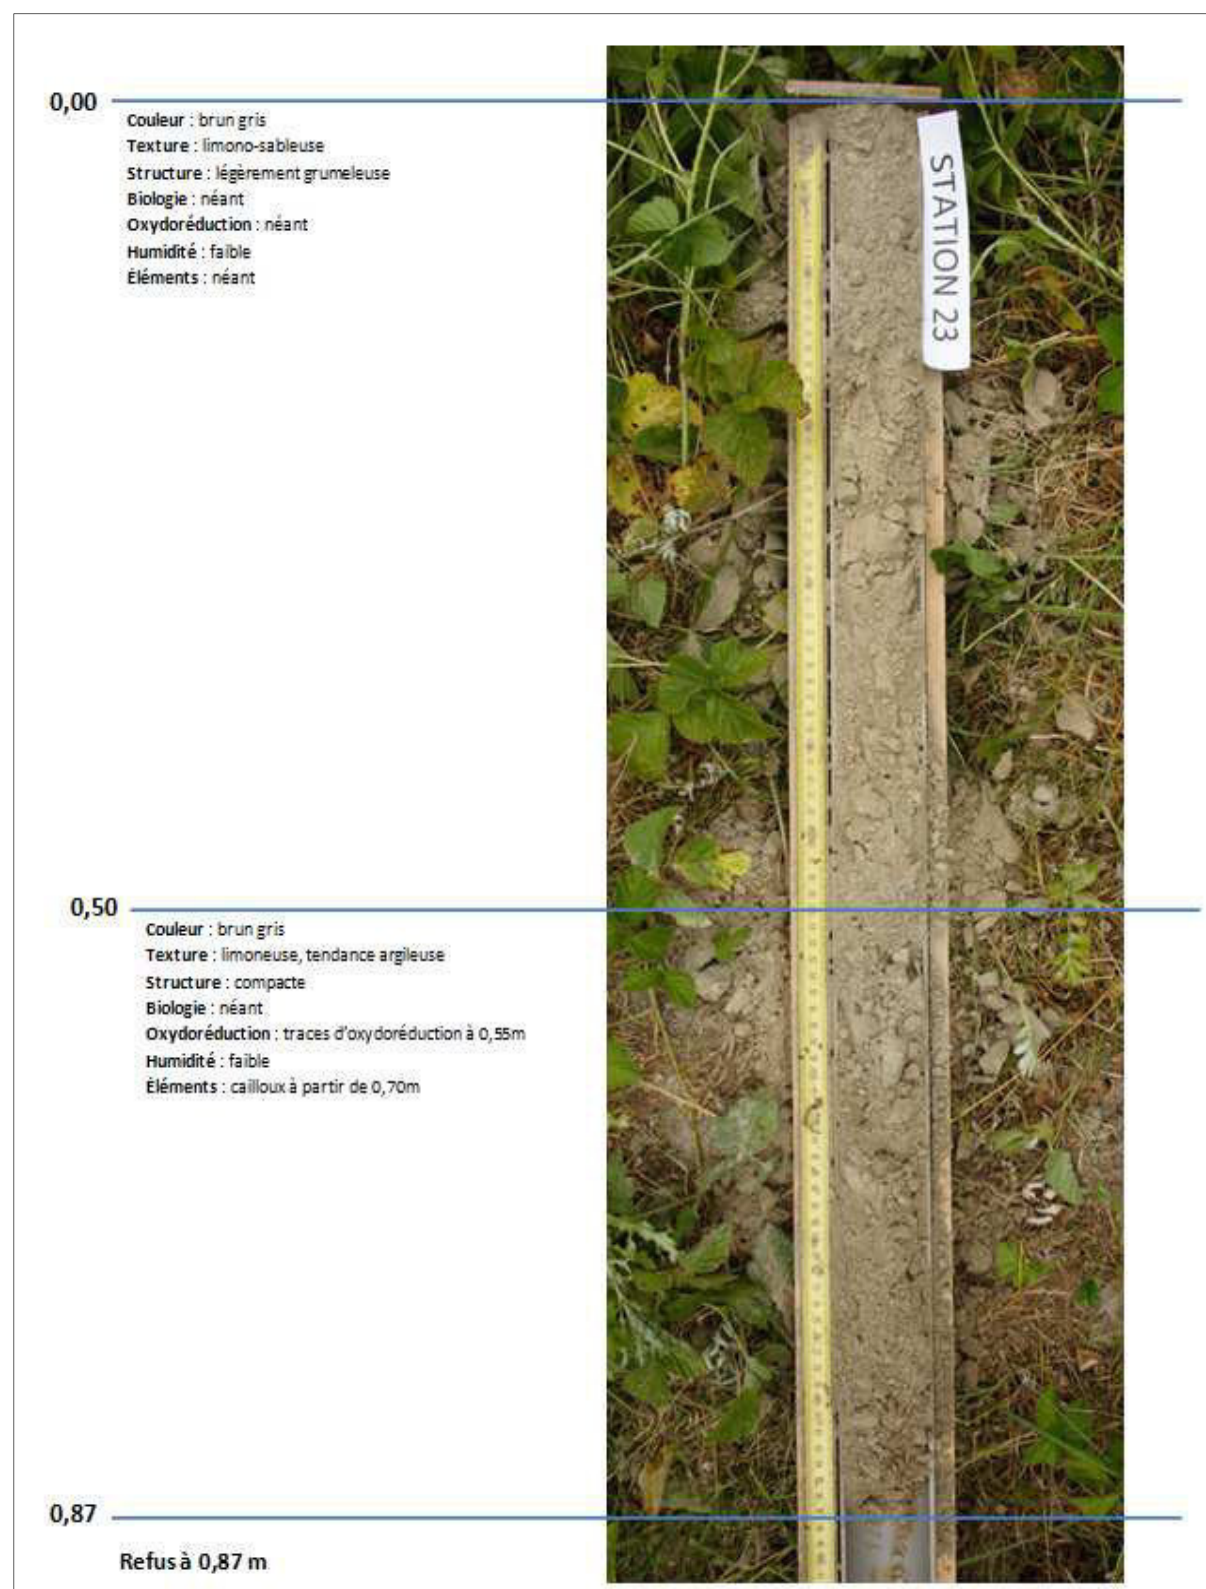 0,00
Couleur : brun gris
Texture : limono-sableuse
Structure : légèrement grumeleuse
Biologie : néant
Oxydoréduction : néant
Humidité : faible
Éléments : néant
STATION 23
0,50
Couleur : brun gris
Texture : limoneuse, tendance argileuse
Structure : compacte
Biologie : néant
Oxydoréduction : traces d'oxydoréduction à 0,55m
Humidité : faible
Éléments : cailloux à partir de 0,70m
0,87
Refus à 0,87 m